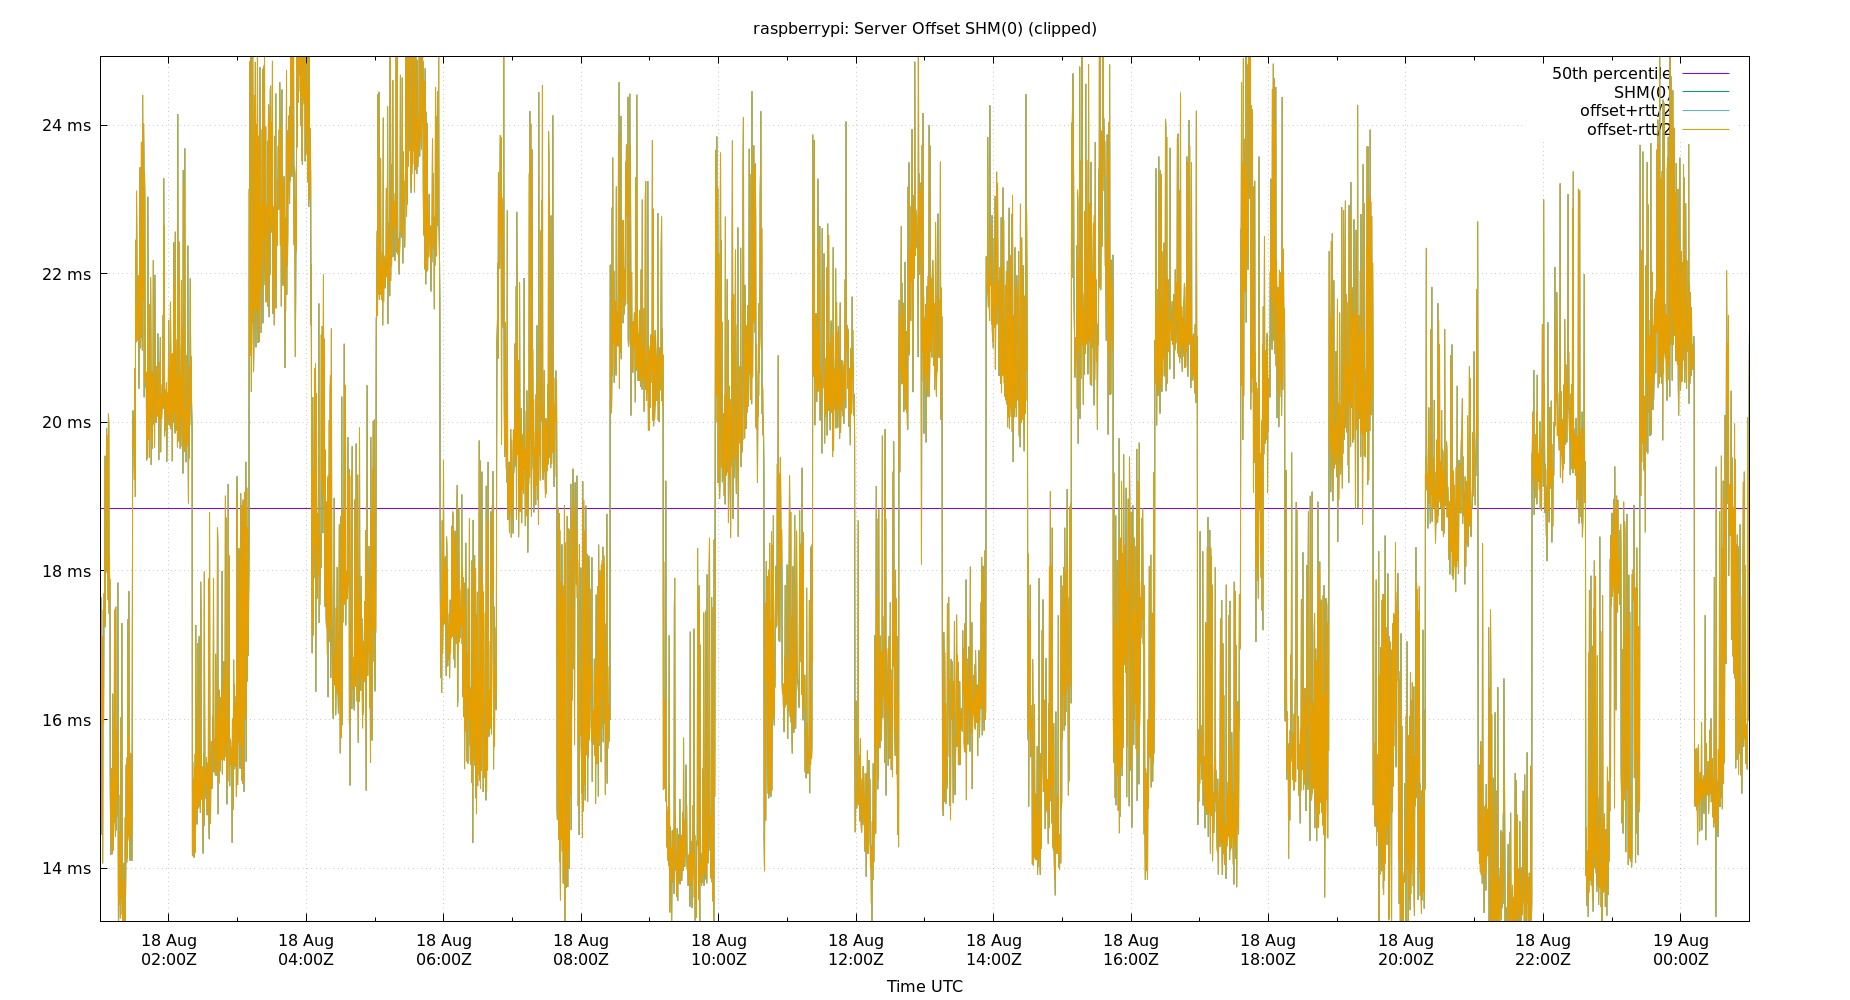 raspberrypi: Server Offset SHM(0) (clipped)
50th percentile
SHM(0)
offset+rtt/2
offset-rtt/2
24 ms
22 ms
20 ms
18 ms
16 ms
14 ms
18 Aug 18 Aug 18 Aug 18 Aug 18 Aug 18 Aug 18 Aug 18 Aug 18 Aug 18 Aug 18 Aug 19 Aug
02:00Z 04:00Z 06:00Z 08:00Z 10:00Z 12:00Z 14:00Z 16:00Z 18:00Z 20:00Z 22:00Z 00:00Z
Time UTC